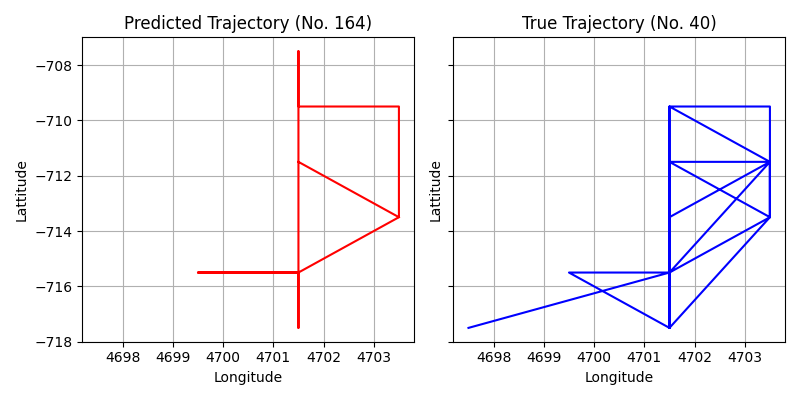 Predicted Trajectory (No. 164)
True Trajectory (No. 40)
−708
−710
−712
−714
−716
−718
Lattitude
Lattitude
4698 4699 4700 4701 4702 4703
4698 4699 4700 4701 4702 4703
Longitude
Longitude